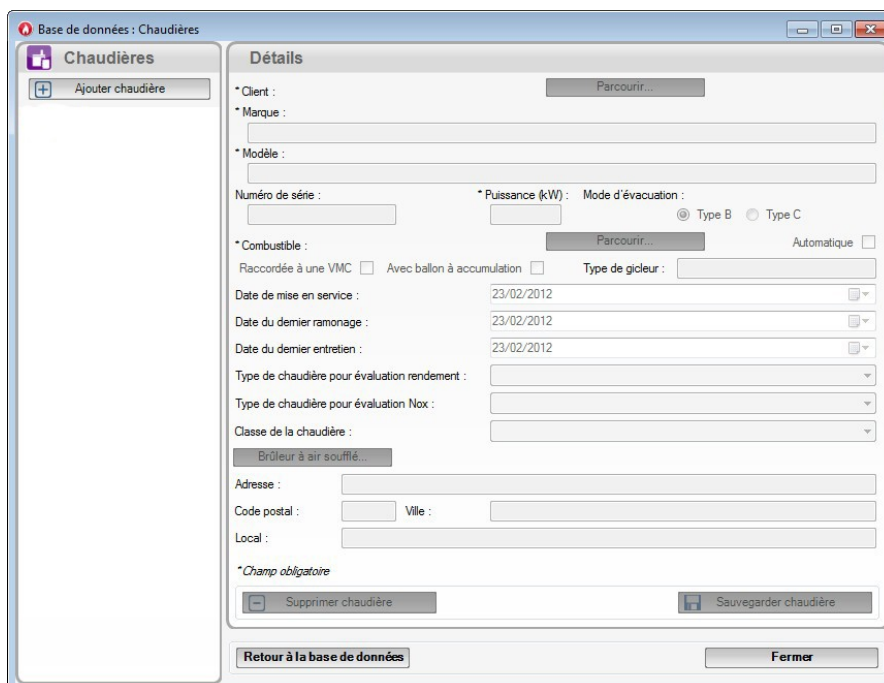 Base de données : Chaudières
Chaudières
Ajouter chaudière
Détails
* Client :
Parcourir...
* Marque :
* Modèle :
Numéro de série :
* Puissance (kW) :
Mode d'évacuation :
Type B
Type C
* Combustible :
Parcourir...
Automatique
Raccordée à une VMC
Avec ballon à accumulation
Type de gicleur :
Date de mise en service :
23/02/2012
Date du dernier ramonage :
23/02/2012
Date du dernier entretien :
23/02/2012
Type de chaudière pour évaluation rendement :
Type de chaudière pour évaluation Nox :
Classe de la chaudière :
Brûleur à air soufflé...
Adresse :
Code postal :
Ville :
Local :
* Champ obligatoire
Supprimer chaudière
Sauvegarder chaudière
Retour à la base de données
Fermer